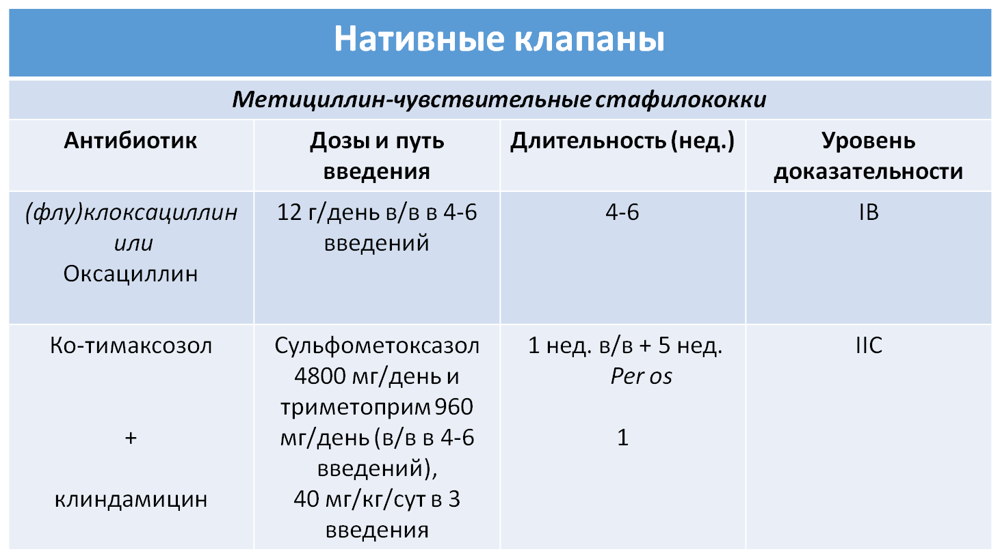 Нативные клапаны
Метициллин-чувствительные стафилококки
Антибиотик
Дозы и путь
введения
Длительность (нед.)
Уровень
доказательности
(флу)клоксациллин
или
Оксациллин
12 г/день в/в в 4-6
введений
4-6
IB
Ко-тимаксозол
+
клиндамицин
Сульфометоксазол
4800 мг/день и
триметоприм 960
мг/день (в/в в 4-6
введений),
40 мг/кг/сут в 3
введения
1 нед. в/в + 5 нед.
Per os
1
IIC